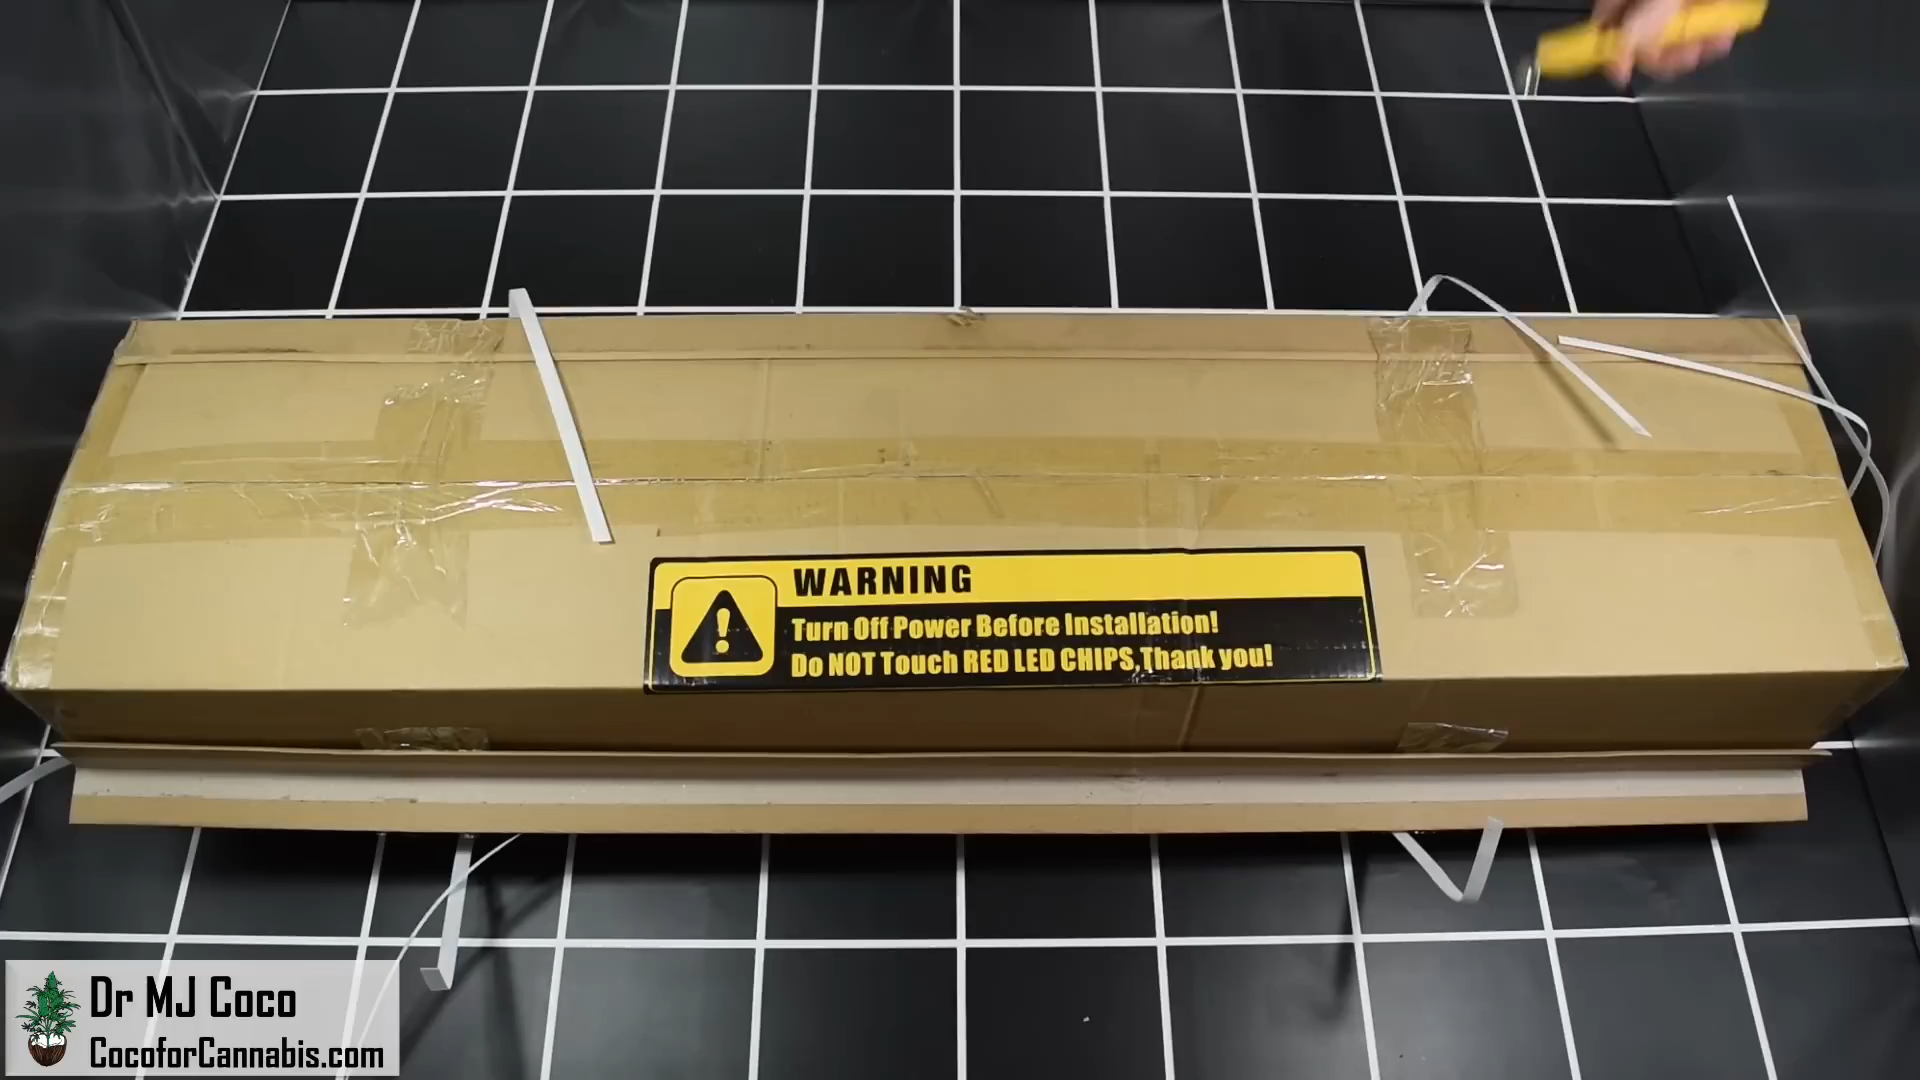 WARNING
Turn Off Power Before Installation!
Do NOT Touch RED LED CHIPS,Thank you!
Dr MJ Coco
CocoforCannabis.com